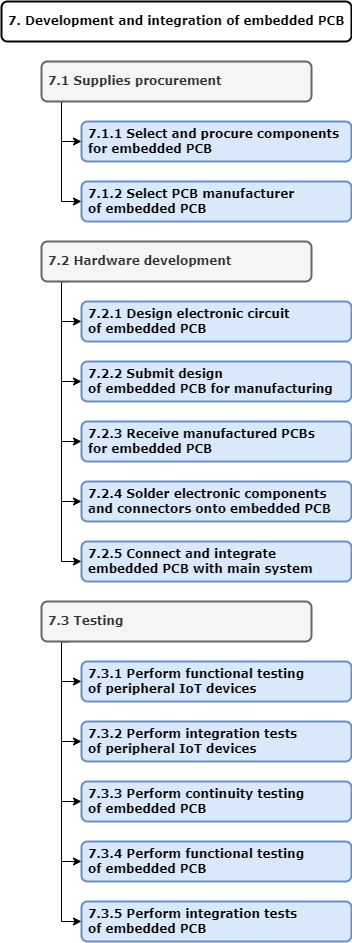 7. Development and integration of embedded PCB
7.1 Supplies procurement
7.1.1 Select and procure components
for embedded PCB
7.1.2 Select PCB manufacturer
of embedded PCB
7.2 Hardware development
7.2.1 Design electronic circuit
of embedded PCB
7.2.2 Submit design
of embedded PCB for manufacturing
7.2.3 Receive manufactured PCBs
for embedded PCB
7.2.4 Solder electronic components
and connectors onto embedded PCB
7.2.5 Connect and integrate
embedded PCB with main system
7.3 Testing
7.3.1 Perform functional testing
of peripheral IoT devices
7.3.2 Perform integration tests
of peripheral IoT devices
7.3.3 Perform continuity testing
of embedded PCB
7.3.4 Perform functional testing
of embedded PCB
7.3.5 Perform integration tests
of embedded PCB